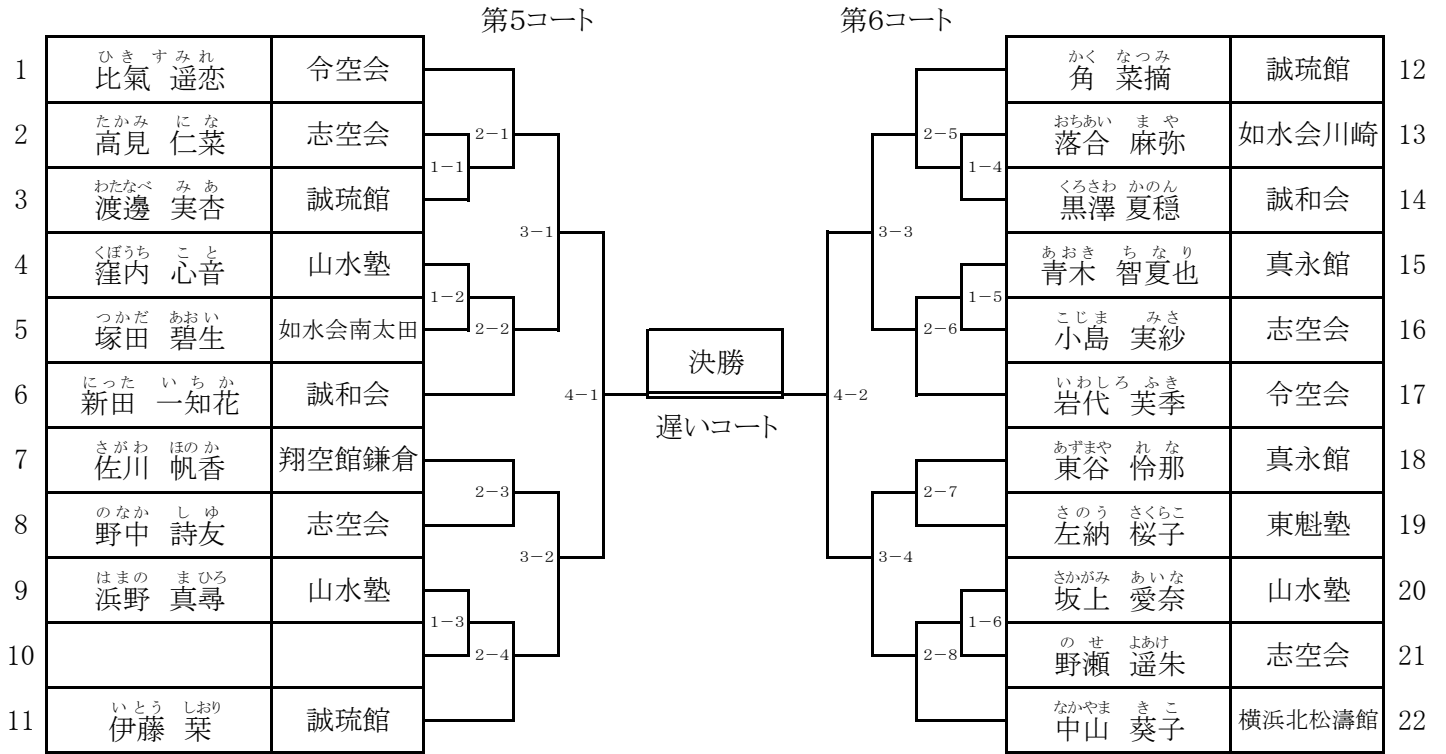 第5コート 第6コート
1 ひき すみれ 比氣 遥恋 令空会
2 たかみ にな 高見 仁菜 志空会
3 わたなべ みあ 渡邊 実杏 誠琉館
4 くぼうち こと 窪内 心音 山水塾
5 つかだ あおい 塚田 碧生 如水会南太田
6 にった いちか 新田 一知花 誠和会
7 さがわ ほのか 佐川 帆香 翔空館鎌倉
8 のなか しゆ 野中 詩友 志空会
9 はまの まひろ 浜野 真尋 山水塾
10
11 いとう しおり 伊藤 栞 誠琉館
1-1
1-2
1-3
2-1
2-2
2-3
2-4
3-1
3-2
4-1
決勝
遅いコート
4-2
3-3
3-4
2-5
2-6
2-7
2-8
1-4
1-5
1-6
かく なつみ 角 菜摘 誠琉館 12
おちあい まや 落合 麻弥 如水会川崎 13
くろさわ かのん 黒澤 夏穏 誠和会 14
あおき ちなり 青木 智夏也 真永館 15
こじま みさ 小島 実紗 志空会 16
いわしろ ふき 岩代 芙季 令空会 17
あずまや れな 東谷 怜那 真永館 18
さのう さくらこ 左納 桜子 東魁塾 19
さかがみ あいな 坂上 愛奈 山水塾 20
のせ よあけ 野瀬 遥朱 志空会 21
なかやま きこ 中山 葵子 横浜北松濤館 22